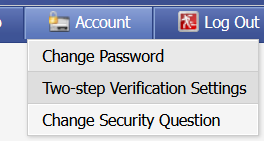 Account Log Out
Change Password
Two-step Verification Settings
Change Security Question